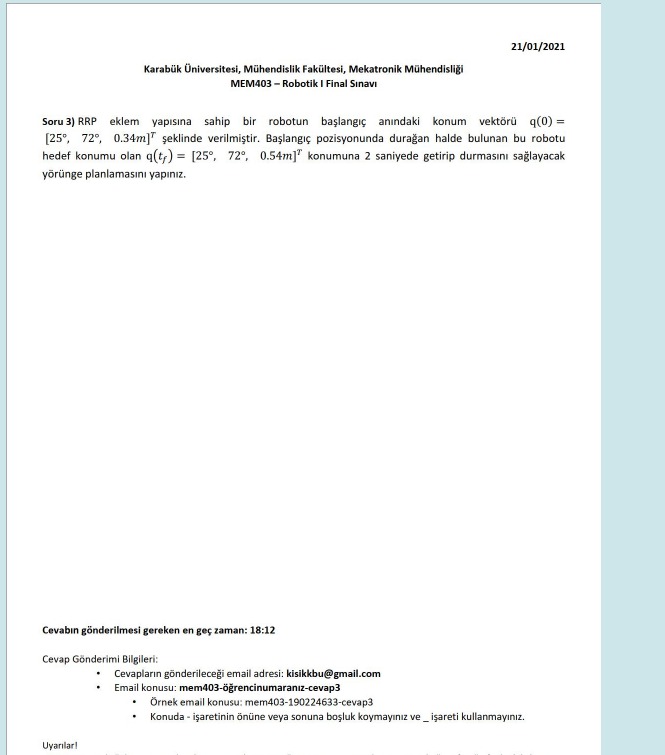 21/01/2021
Karabük Üniversitesi, Mühendislik Fakültesi, Mekatronik Mühendisliği
MEM403 – Robotik I Final Sınavı
Soru 3) RRP eklem yapısına sahip bir robotun başlangıç anındaki konum vektörü q(0) =
[25°, 72°, 0.34m]ᵀ şeklinde verilmiştir. Başlangıç pozisyonunda durağan halde bulunan bu robotu
hedef konumu olan q(t_f) = [25°, 72°, 0.54m]ᵀ konumuna 2 saniyede getirip durmasını sağlayacak
yörünge planlamasını yapınız.
Cevabın gönderilmesi gereken en geç zaman: 18:12
Cevap Gönderimi Bilgileri:
• Cevapların gönderileceği email adresi: kisikkbu@gmail.com
• Email konusu: mem403-öğrencinumaranız-cevap3
• Örnek email konusu: mem403-190224633-cevap3
• Konuda - işaretinin önüne veya sonuna boşluk koymayınız ve _ işareti kullanmayınız.
Uyarılar!